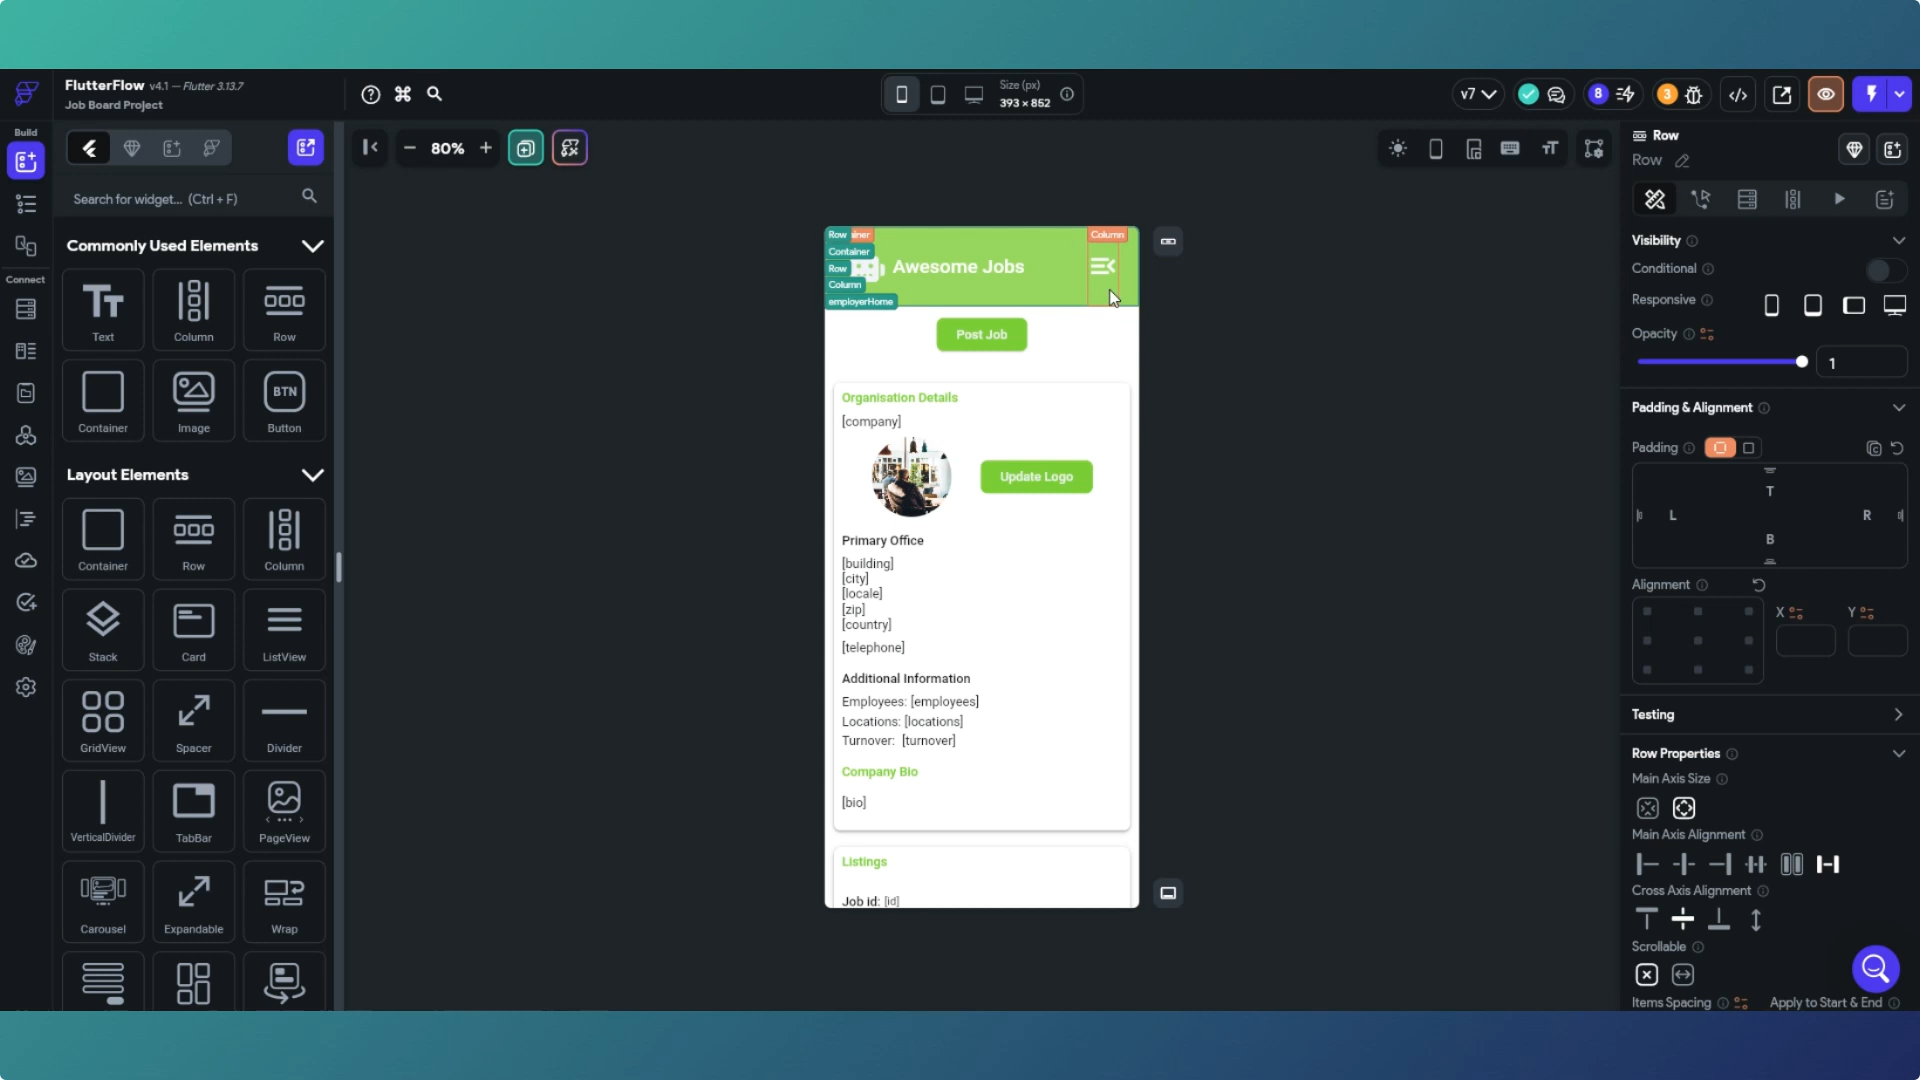 FlutterFlow v4.1 — Flutter 3.13.7
Job Board Project
Size (px)
393 × 852
v7
8
3
Build
Connect
80%
Search for widget... (Ctrl + F)
Commonly Used Elements
Text
Column
Row
Container
Image
BTN
Button
Layout Elements
Container
Row
Column
Stack
Card
ListView
GridView
Spacer
Divider
VerticalDivider
TabBar
PageView
Carousel
Expandable
Wrap
Row
Container
Row
Column
employerHome
Column
Awesome Jobs
Post Job
Organisation Details
[company]
Update Logo
Primary Office
[building]
[city]
[locale]
[zip]
[country]
[telephone]
Additional Information
Employees: [employees]
Locations: [locations]
Turnover: [turnover]
Company Bio
[bio]
Listings
Job id: [id]
Row
Row
Visibility
Conditional
Responsive
Opacity
1
Padding & Alignment
Padding
T
L
R
B
Alignment
X
Y
Testing
Row Properties
Main Axis Size
Main Axis Alignment
Cross Axis Alignment
Scrollable
Items Spacing
Apply to Start & End